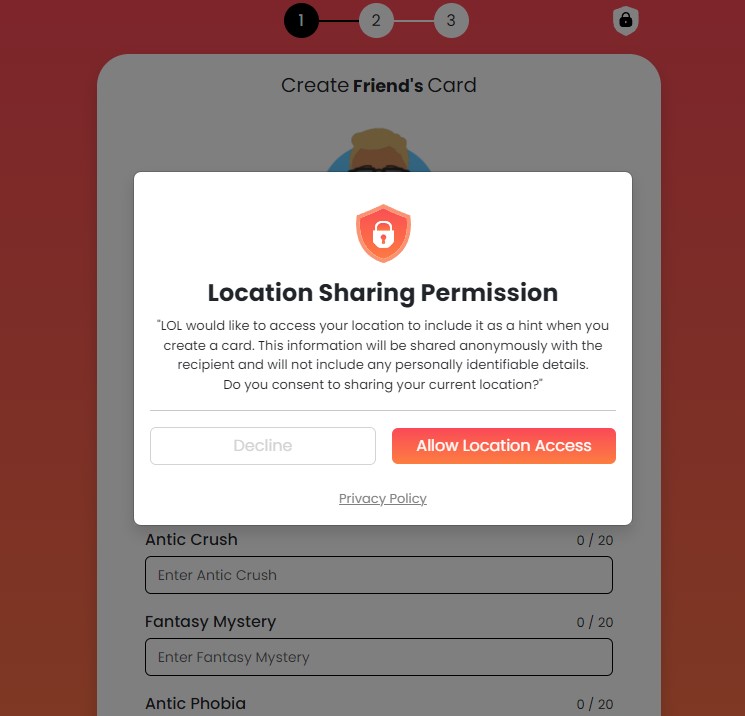 1 2 3
Create Friend's Card
Location Sharing Permission
"LOL would like to access your location to include it as a hint when you
create a card. This information will be shared anonymously with the
recipient and will not include any personally identifiable details.
Do you consent to sharing your current location?"
Decline
Allow Location Access
Privacy Policy
Antic Crush 0 / 20
Enter Antic Crush
Fantasy Mystery 0 / 20
Enter Fantasy Mystery
Antic Phobia 0 / 20